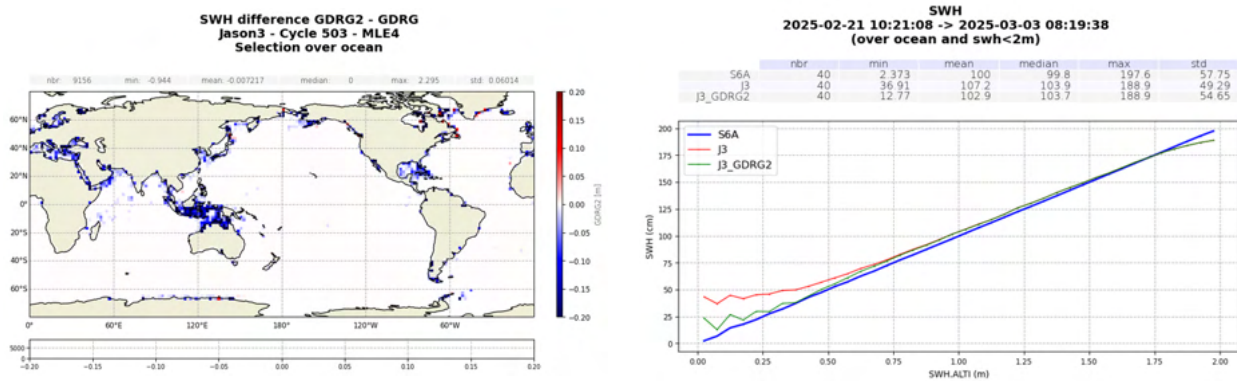 SWH difference GDRG2 - GDRG
Jason3 - Cycle 503 - MLE4
Selection over ocean
nbr: 9156 min: -0.944 mean: -0.007217 median: 0 max: 2.295 std: 0.06014
60°N
40°N
20°N
0°
20°S
40°S
60°S
0° 60°E 120°E 180° 120°W 60°W
0.20
0.15
0.10
0.05
0.00
-0.05
-0.10
-0.15
-0.20
GDRG2 [m]
5000
0
-0.20 -0.15 -0.10 -0.05 0.00 0.05 0.10 0.15 0.20
SWH
2025-02-21 10:21:08 -> 2025-03-03 08:19:38
(over ocean and swh<2m)
nbr min mean median max std
S6A 40 2.373 100 99.8 197.6 57.75
J3 40 36.91 107.2 103.9 188.9 49.29
J3_GDRG2 40 12.77 102.9 103.7 188.9 54.65
S6A
J3
J3_GDRG2
SWH (cm)
200
175
150
125
100
75
50
25
0
0.00 0.25 0.50 0.75 1.00 1.25 1.50 1.75 2.00
SWH.ALTI (m)